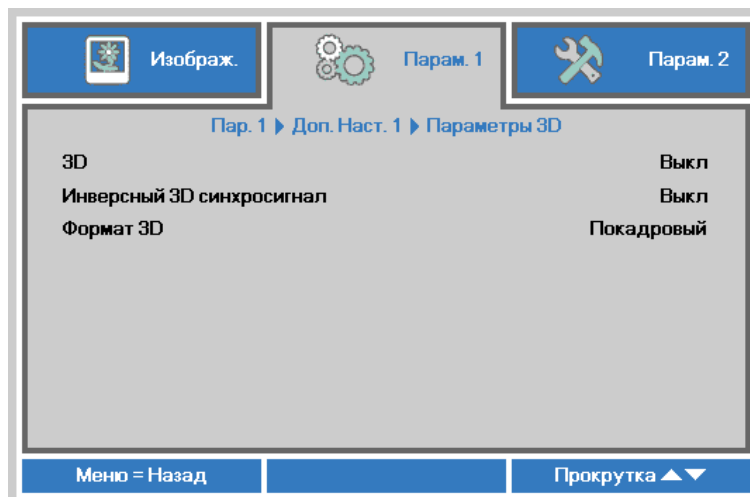 Изображ.
Парам. 1
Парам. 2
Пар. 1 ▶ Доп. Наст. 1 ▶ Параметры 3D
3D Выкл
Инверсный 3D синхросигнал Выкл
Формат 3D Покадровый
Меню = Назад
Прокрутка ▲▼